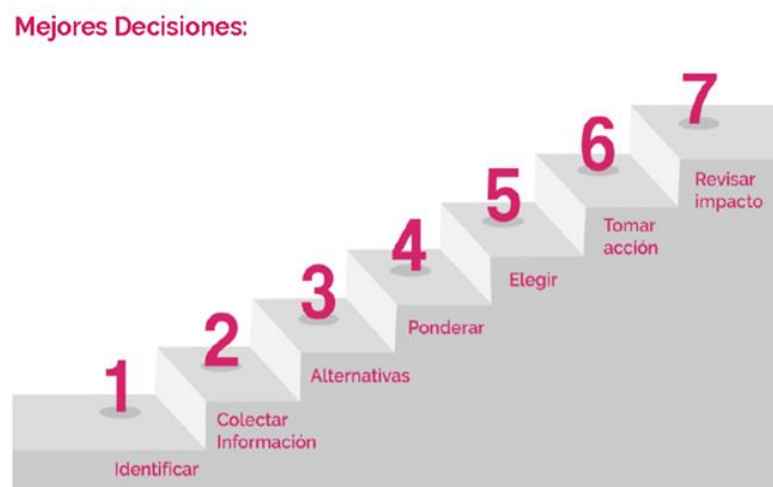 Mejores Decisiones:
1
Identificar
2
Colectar
Información
3
Alternativas
4
Ponderar
5
Elegir
6
Tomar
acción
7
Revisar
impacto